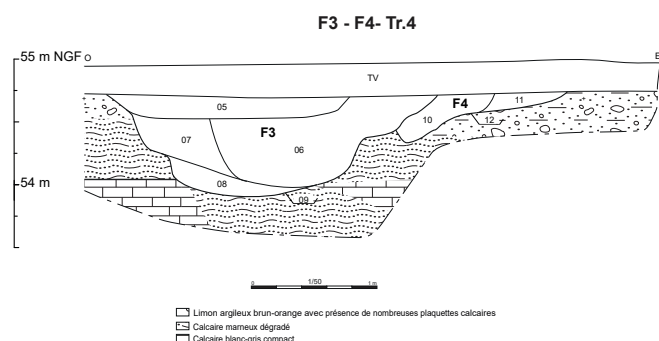 F3 - F4- Tr.4
55 m NGF O
E
TV
05
F4
11
07
F3
10
12
06
54 m
08
09
0 1/50 1 m
Limon argileux brun-orange avec présence de nombreuses plaquettes calcaires
Calcaire marneux dégradé
Calcaire blanc-gris compact